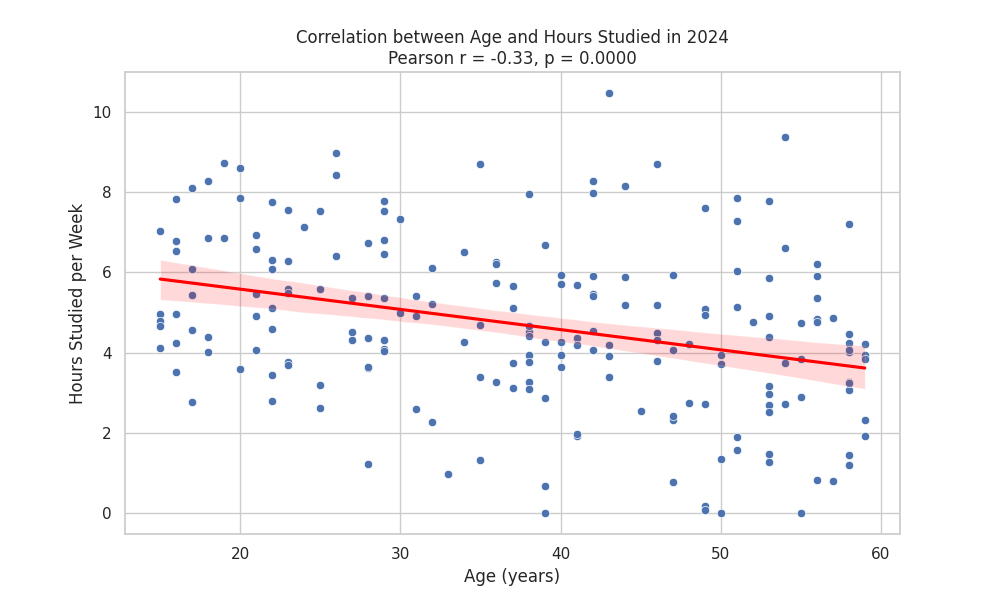 Correlation between Age and Hours Studied in 2024
Pearson r = -0.33, p = 0.0000
Hours Studied per Week
10
8
6
4
2
0
20
30
40
50
60
Age (years)